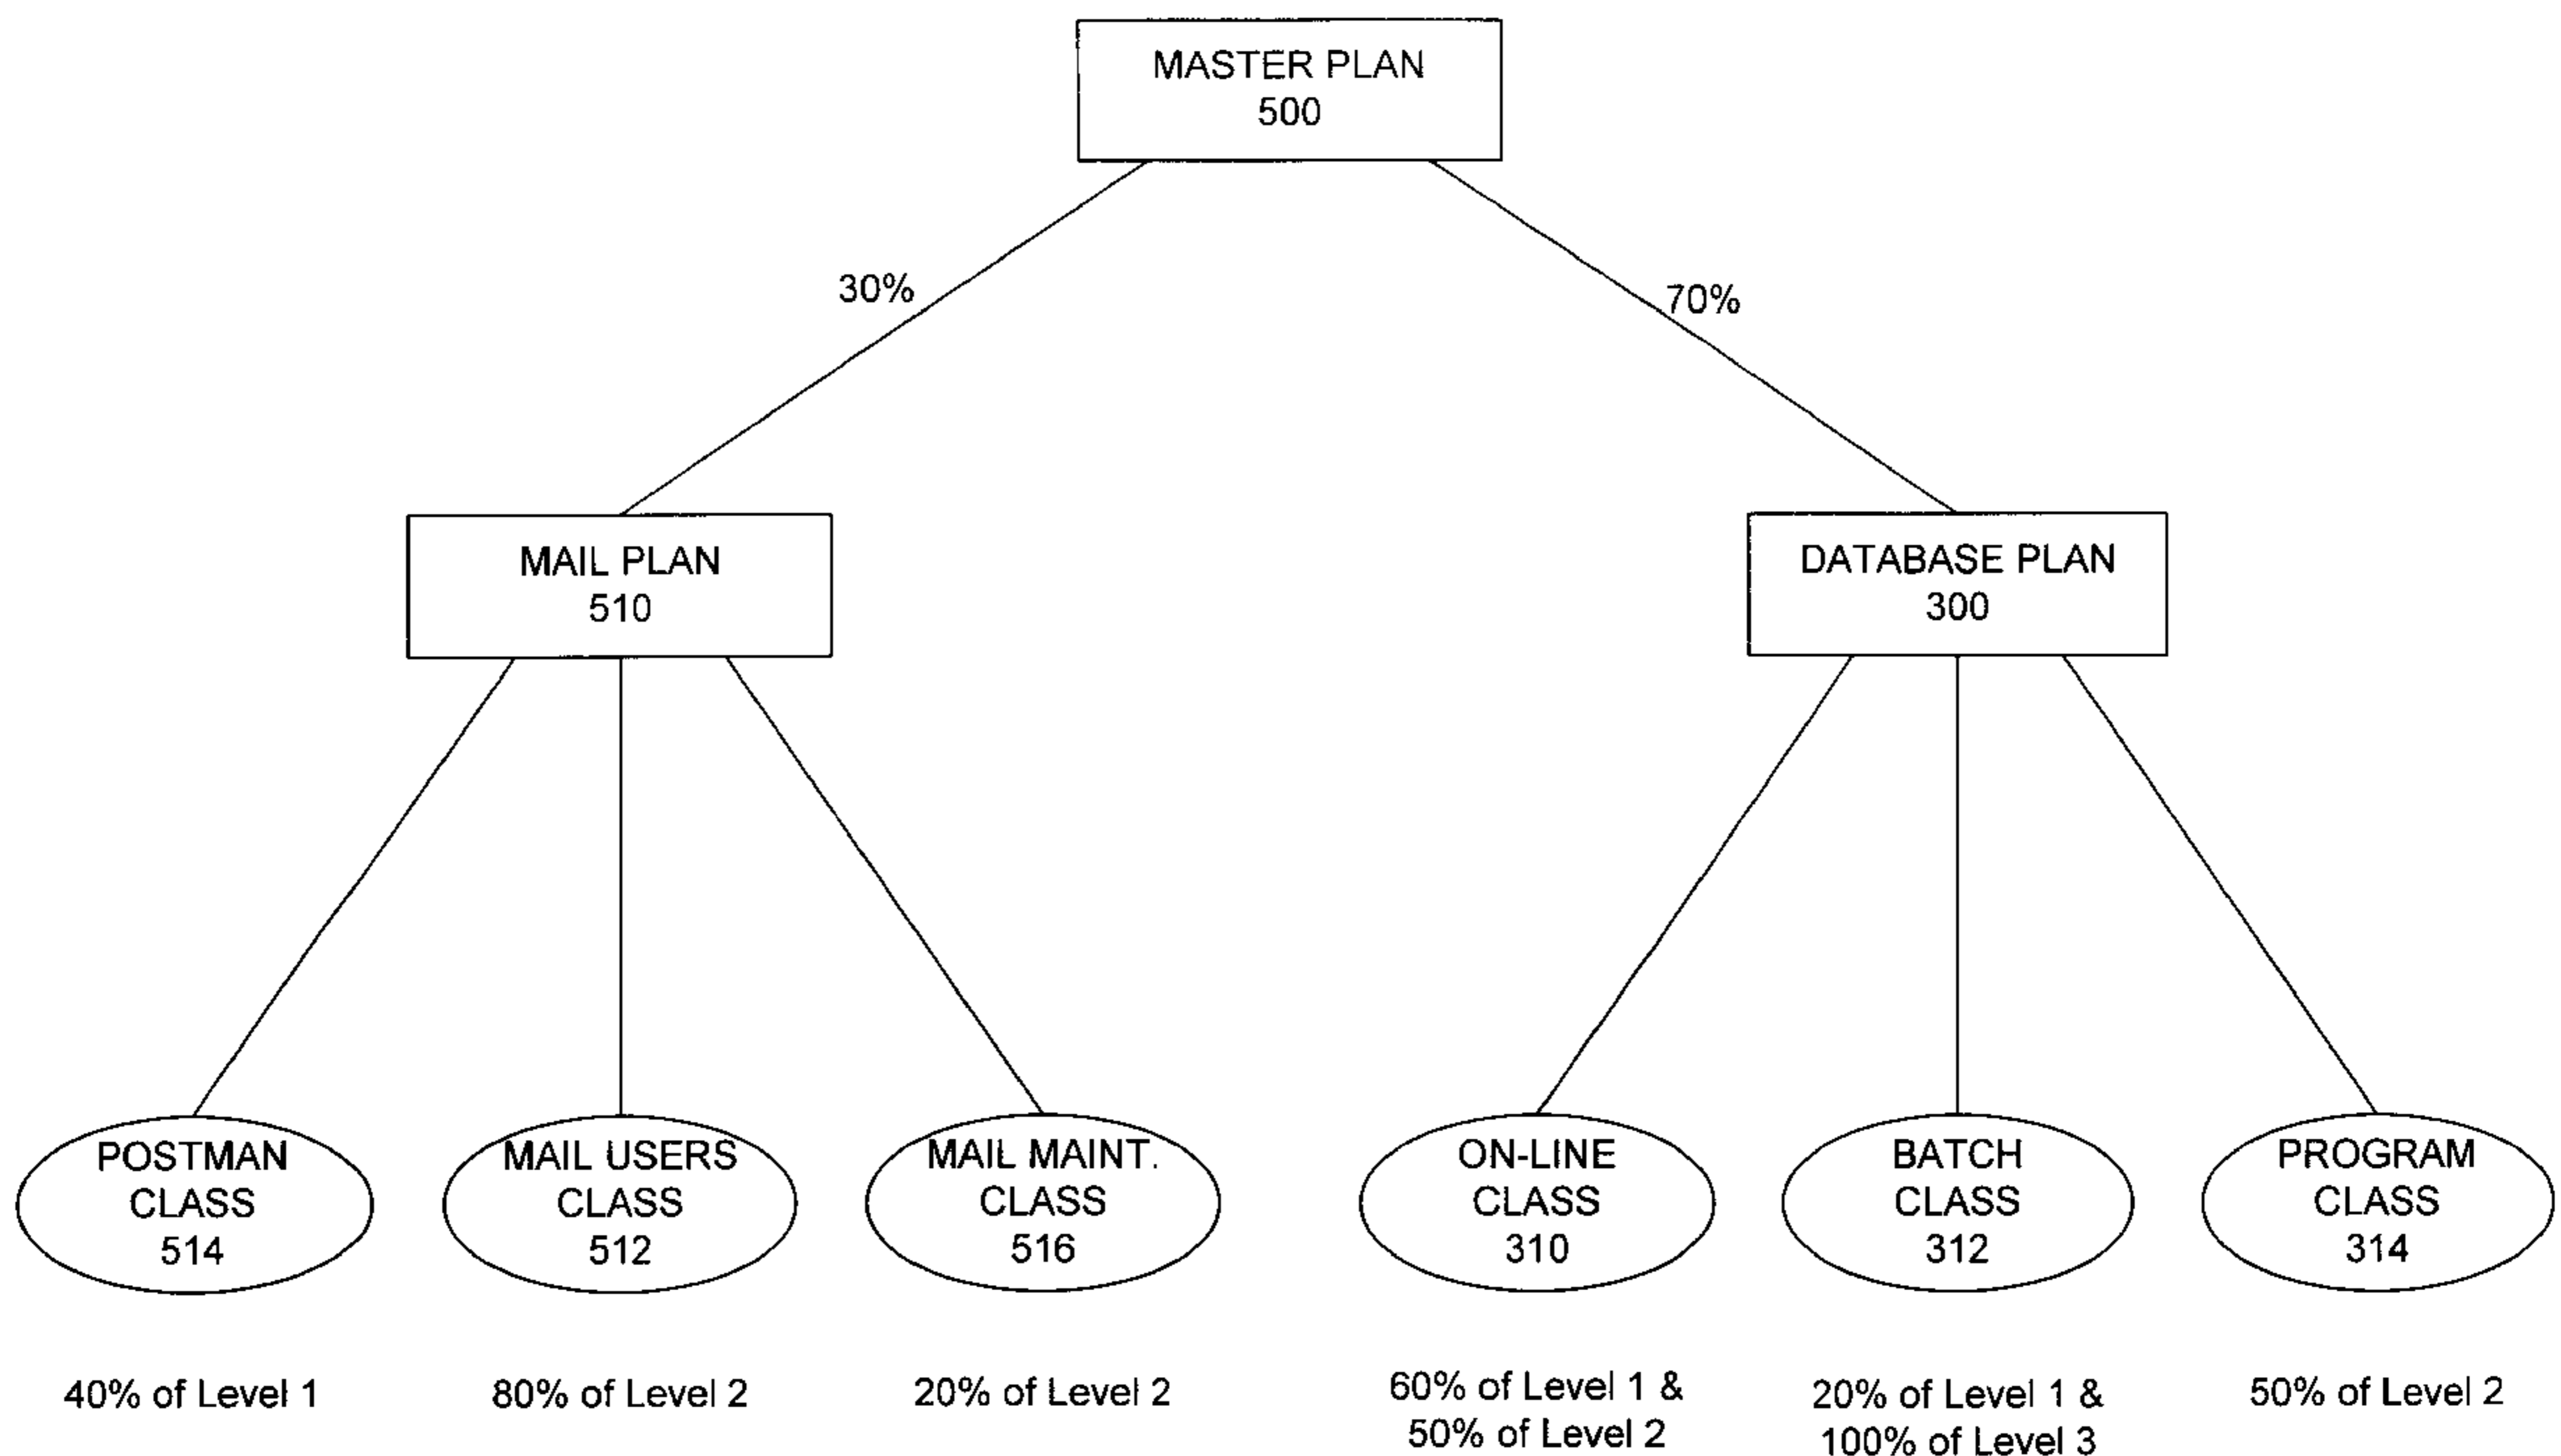 MASTER PLAN
500
30%
70%
MAIL PLAN
510
DATABASE PLAN
300
POSTMAN
CLASS
514
MAIL USERS
CLASS
512
MAIL MAINT.
CLASS
516
ON-LINE
CLASS
310
BATCH
CLASS
312
PROGRAM
CLASS
314
40% of Level 1
80% of Level 2
20% of Level 2
60% of Level 1 &
50% of Level 2
20% of Level 1 &
100% of Level 3
50% of Level 2